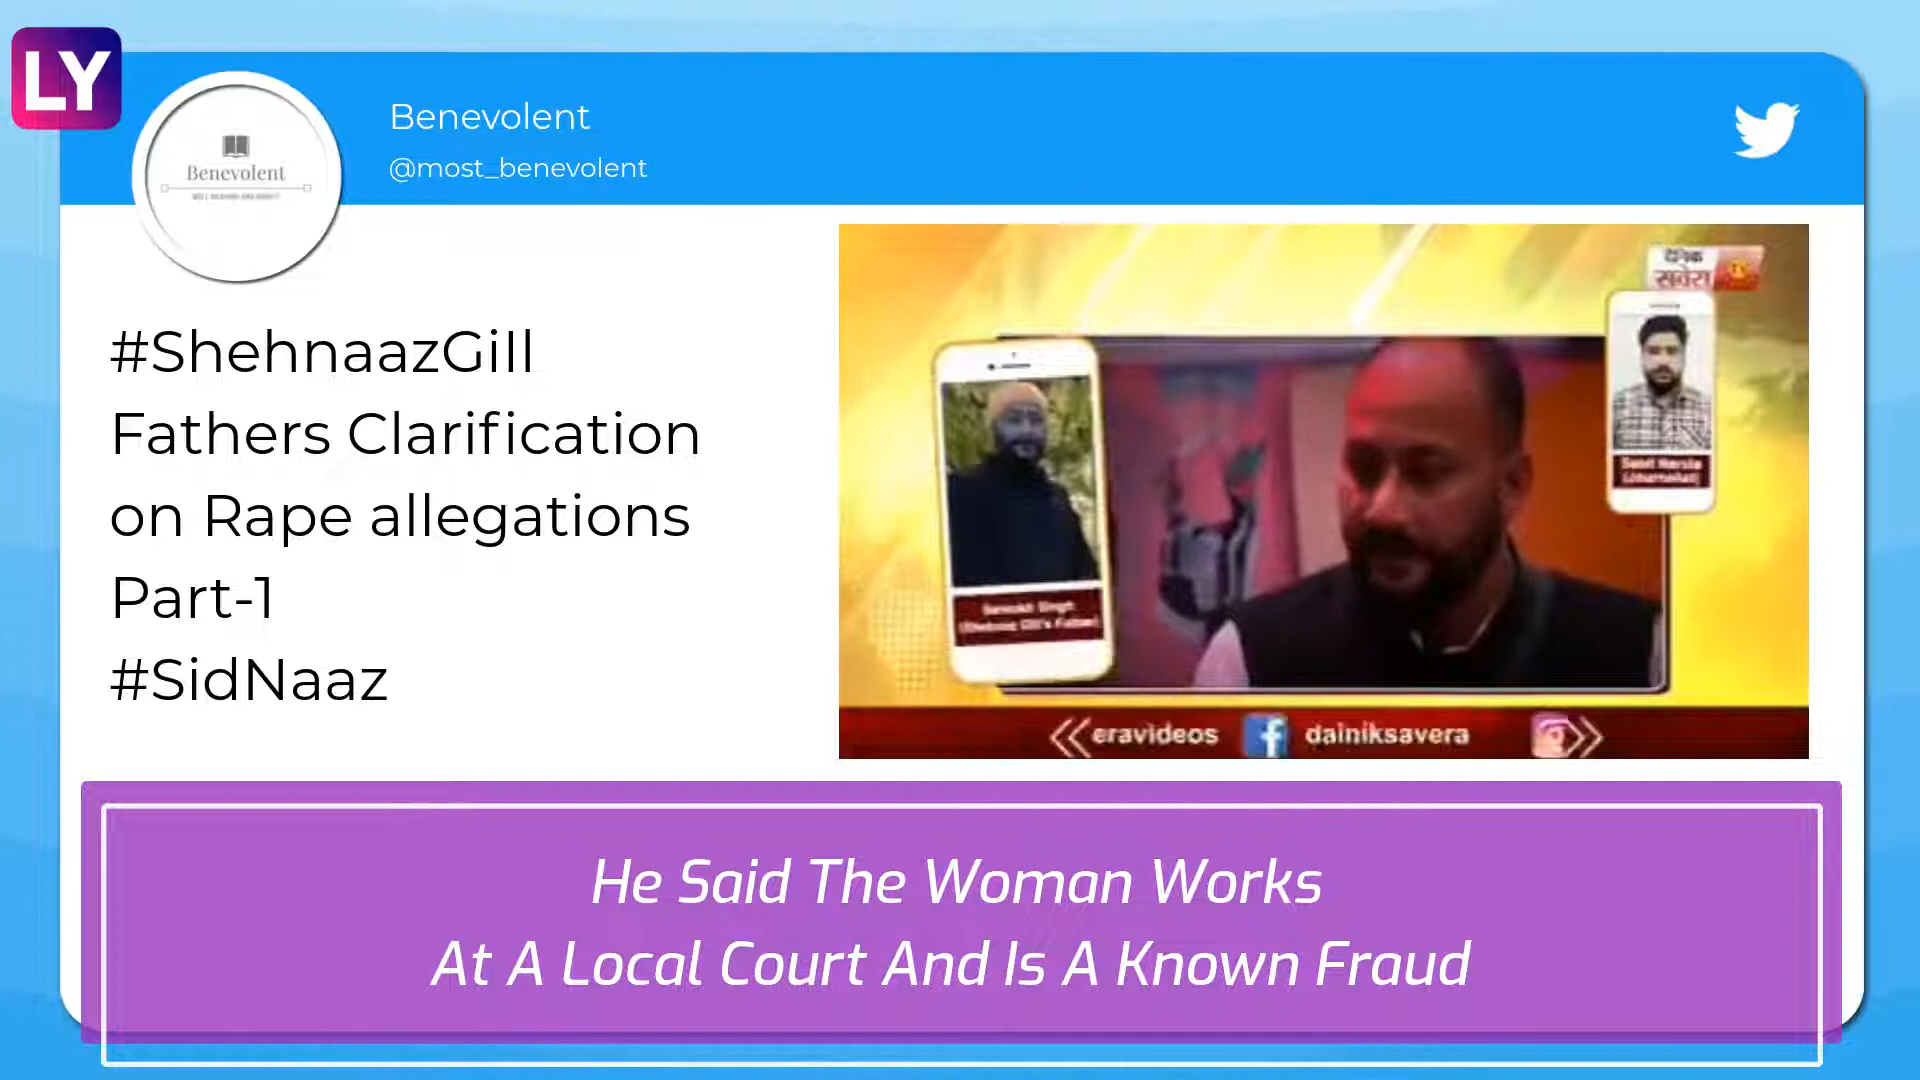 LY
Benevolent
@most_benevolent
Benevolent
#ShehnaazGill
Fathers Clarification
on Rape allegations
Part-1
#SidNaaz
दैनिक
सवेरा
eravideos
dainiksavera
He Said The Woman Works
At A Local Court And Is A Known Fraud